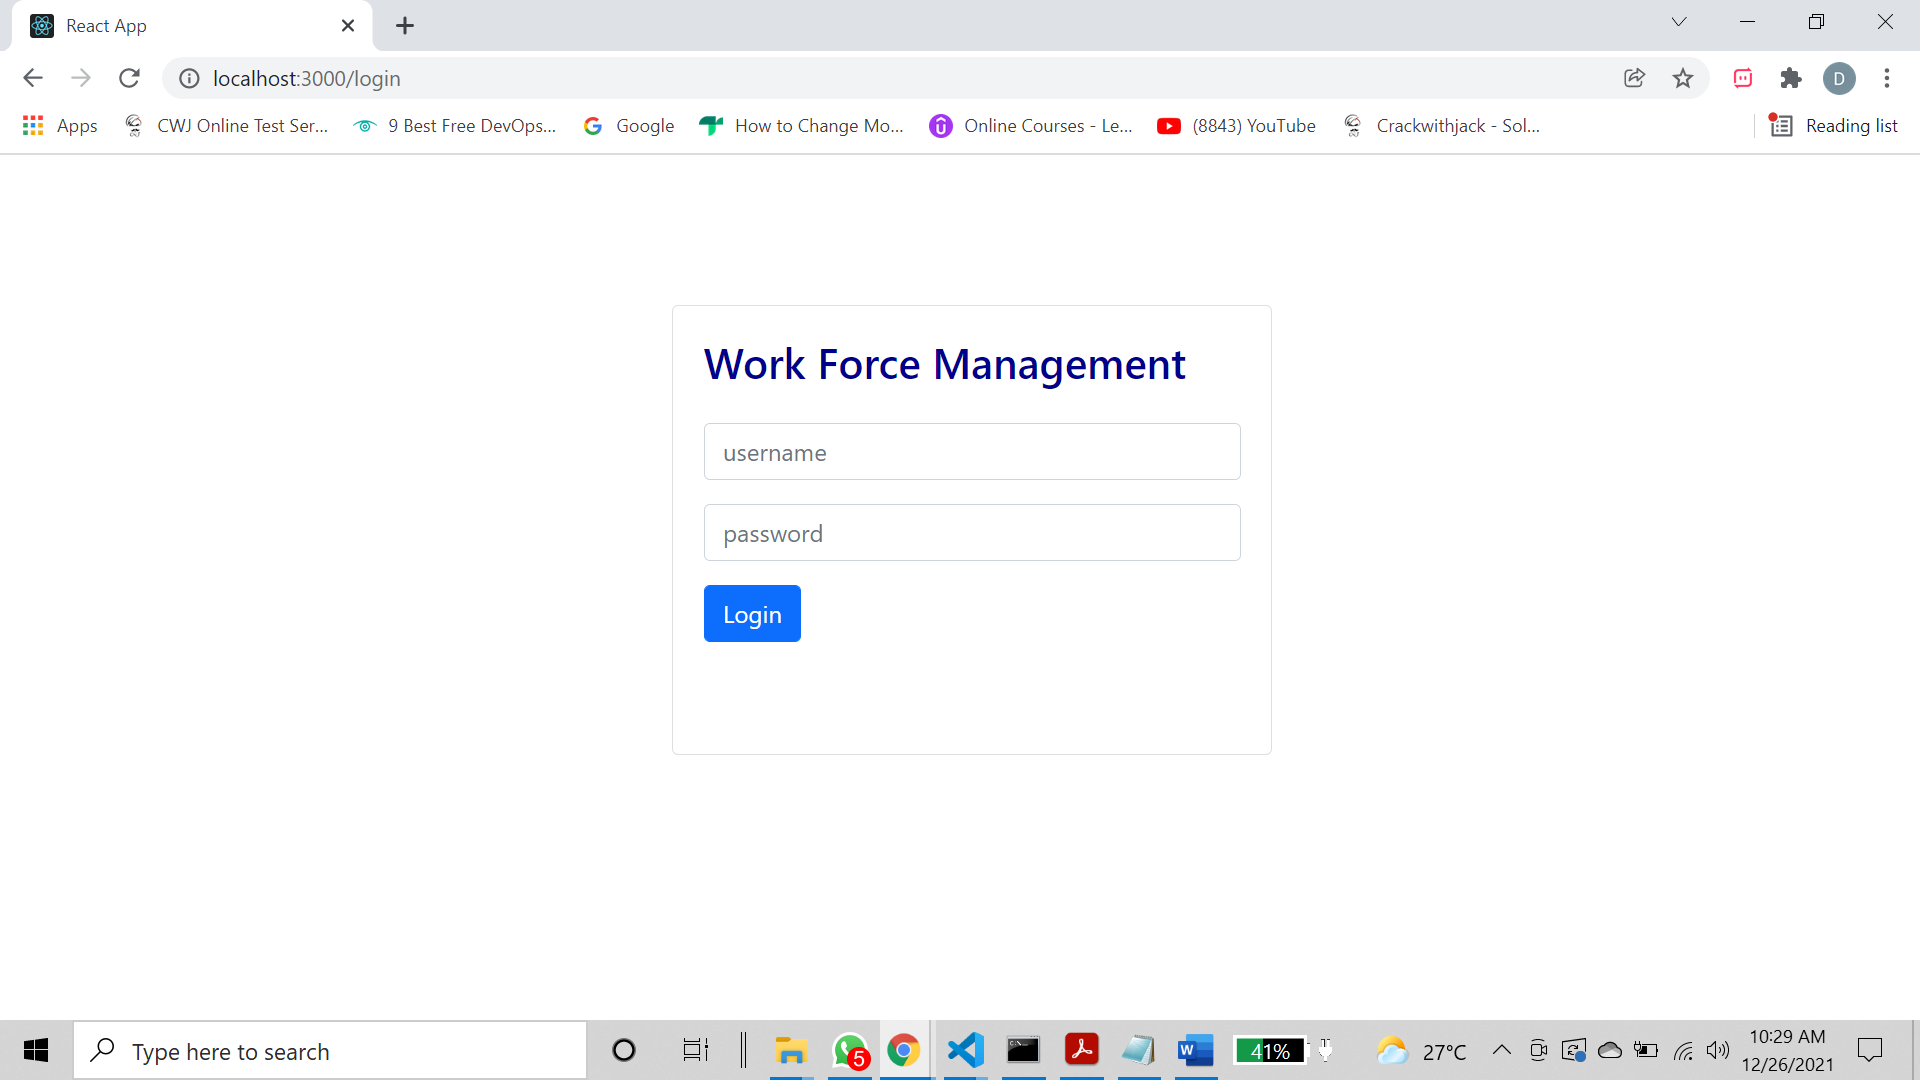 React App
localhost:3000/login
D
Apps CWJ Online Test Ser... 9 Best Free DevOps... Google How to Change Mo... Online Courses - Le... (8843) YouTube Crackwithjack - Sol... Reading list
Work Force Management
username
password
Login
Type here to search
5
41%
27°C
10:29 AM
12/26/2021